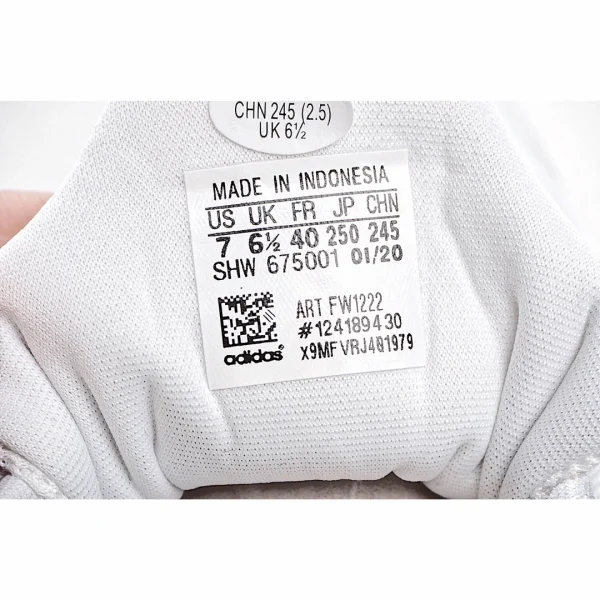 CHN 245 (2.5)
UK 6½
MADE IN INDONESIA
US UK FR JP CHN
7 6½ 40 250 245
SHW 675001 01/20
ART FW1222
#124189430
X9MFVRJ401979
adidas